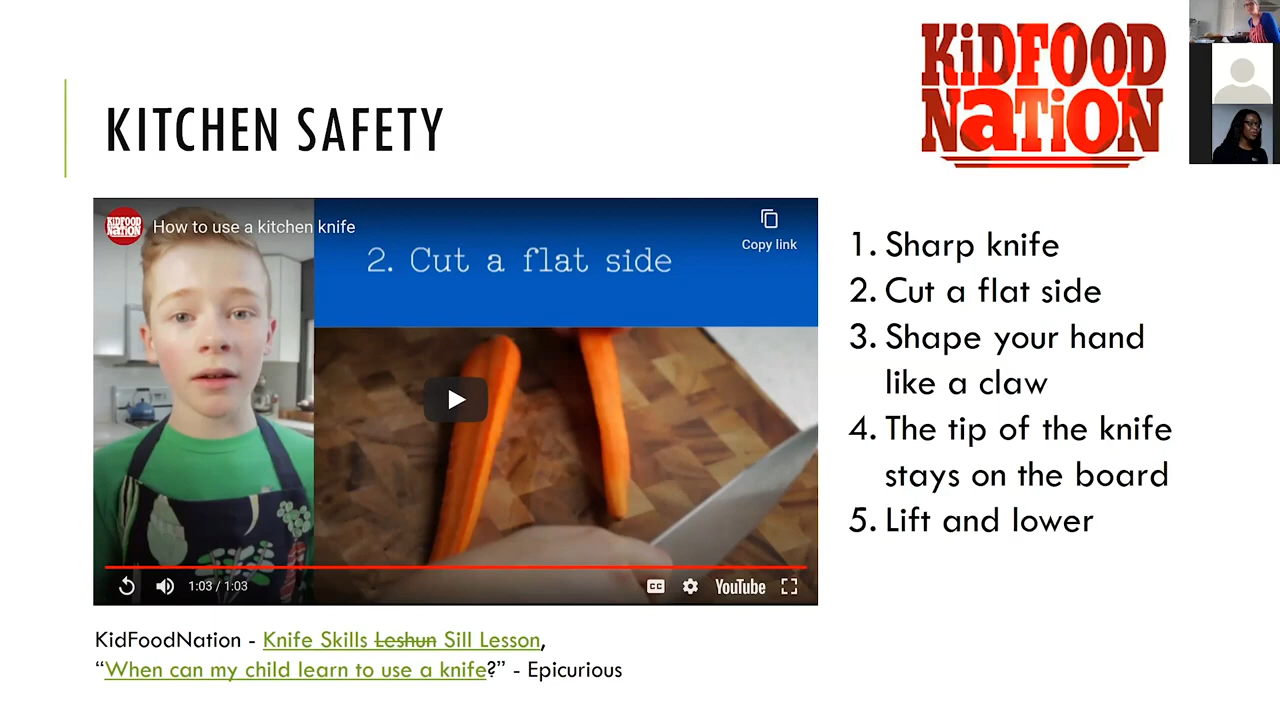 KiDFOOD
NaTiON
KITCHEN SAFETY
KiDFOOD
NaTiON
How to use a kitchen knife
Copy link
2. Cut a flat side
1:03 / 1:03
CC
YouTube
1. Sharp knife
2. Cut a flat side
3. Shape your hand
like a claw
4. The tip of the knife
stays on the board
5. Lift and lower
KidFoodNation - Knife Skills Leshun Sill Lesson,
“When can my child learn to use a knife?” - Epicurious